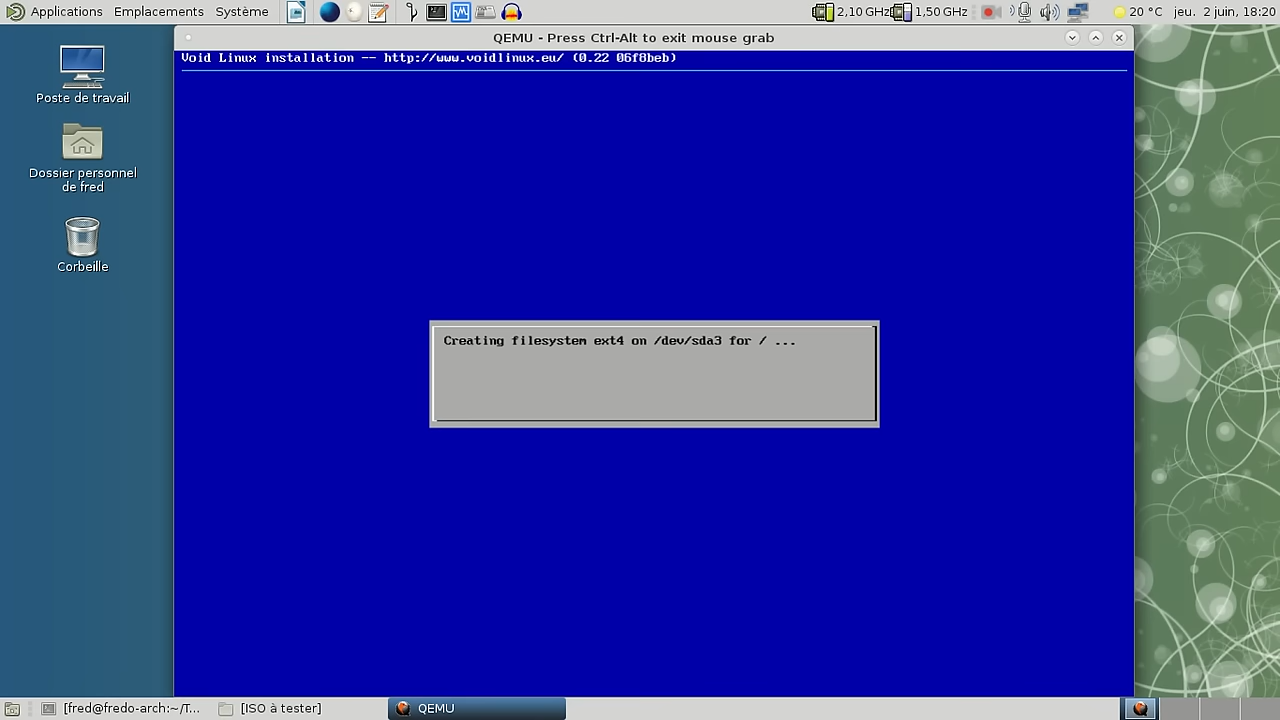 Applications Emplacements Système 2,10 GHz 1,50 GHz 20 °C jeu. 2 juin, 18:20
QEMU - Press Ctrl-Alt to exit mouse grab
Void Linux installation -- http://www.voidlinux.eu/ (0.22 06f8beb)
Poste de travail
Dossier personnel
de fred
Corbeille
Creating filesystem ext4 on /dev/sda3 for / ...
[fred@fredo-arch:~/T... [ISO à tester] QEMU